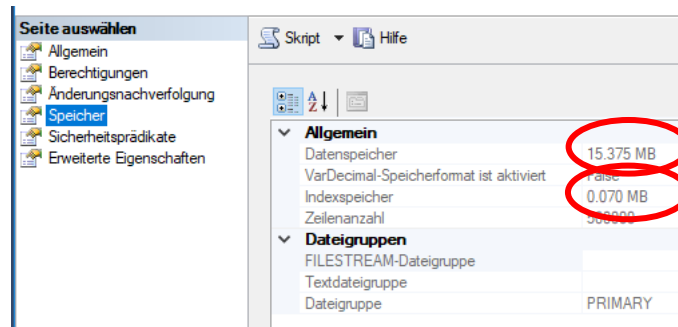 Seite auswählen
Allgemein
Berechtigungen
Änderungsnachverfolgung
Speicher
Sicherheitsprädikate
Erweiterte Eigenschaften
Skript Hilfe
Allgemein
Datenspeicher 15.375 MB
VarDecimal-Speicherformat ist aktiviert False
Indexspeicher 0.070 MB
Zeilenanzahl
Dateigruppen
FILESTREAM-Dateigruppe
Textdateigruppe
Dateigruppe PRIMARY